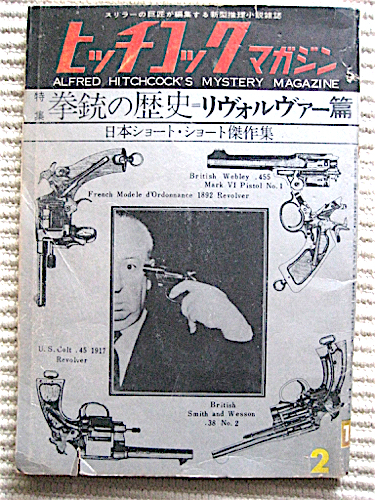 スリラーの巨匠が編集する新型推理小説雑誌
ヒッチコックマガジン
ALFRED HITCHCOCK'S MYSTERY MAGAZINE
特集 拳銃の歴史=リヴォルヴァー篇
日本ショート・ショート傑作集
British Webley .455
Mark VI Pistol No.1
French Modele d'Ordonnance 1892 Revolver
U.S. Colt .45 1917
Revolver
British
Smith and Wesson
.38 No.2
2